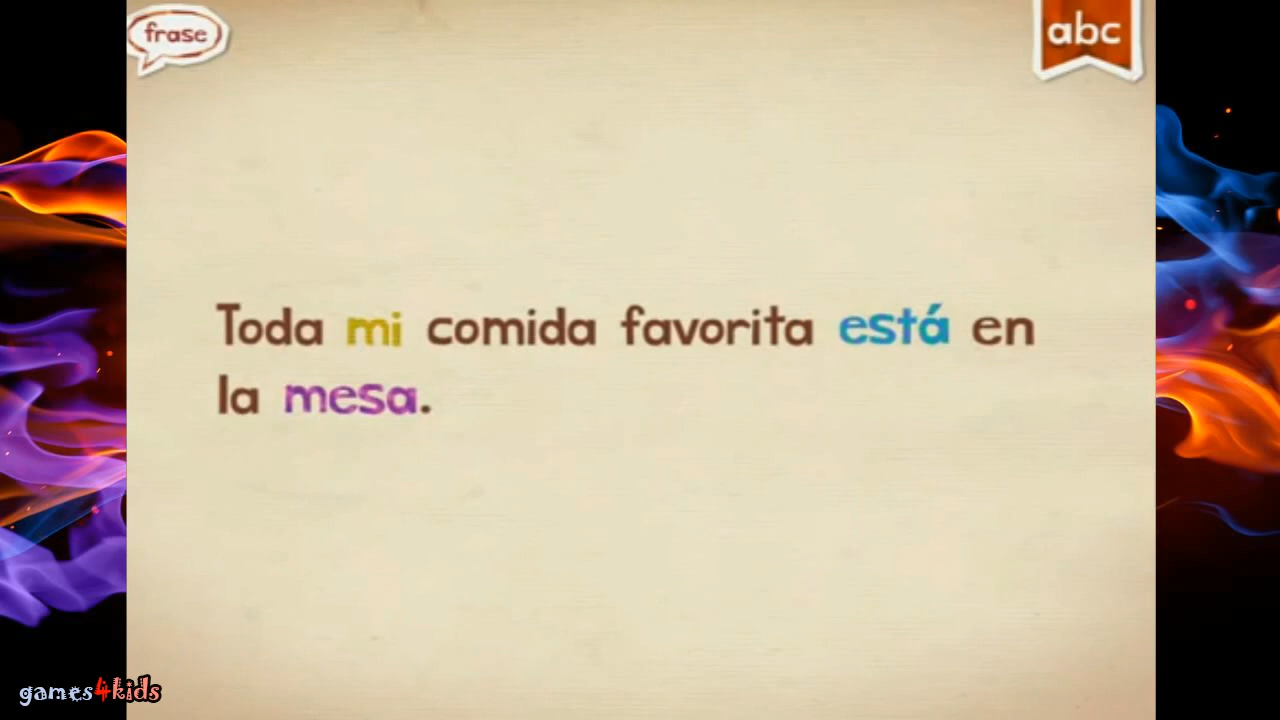 frase
abc
Toda mi comida favorita está en
la mesa.
games4kids